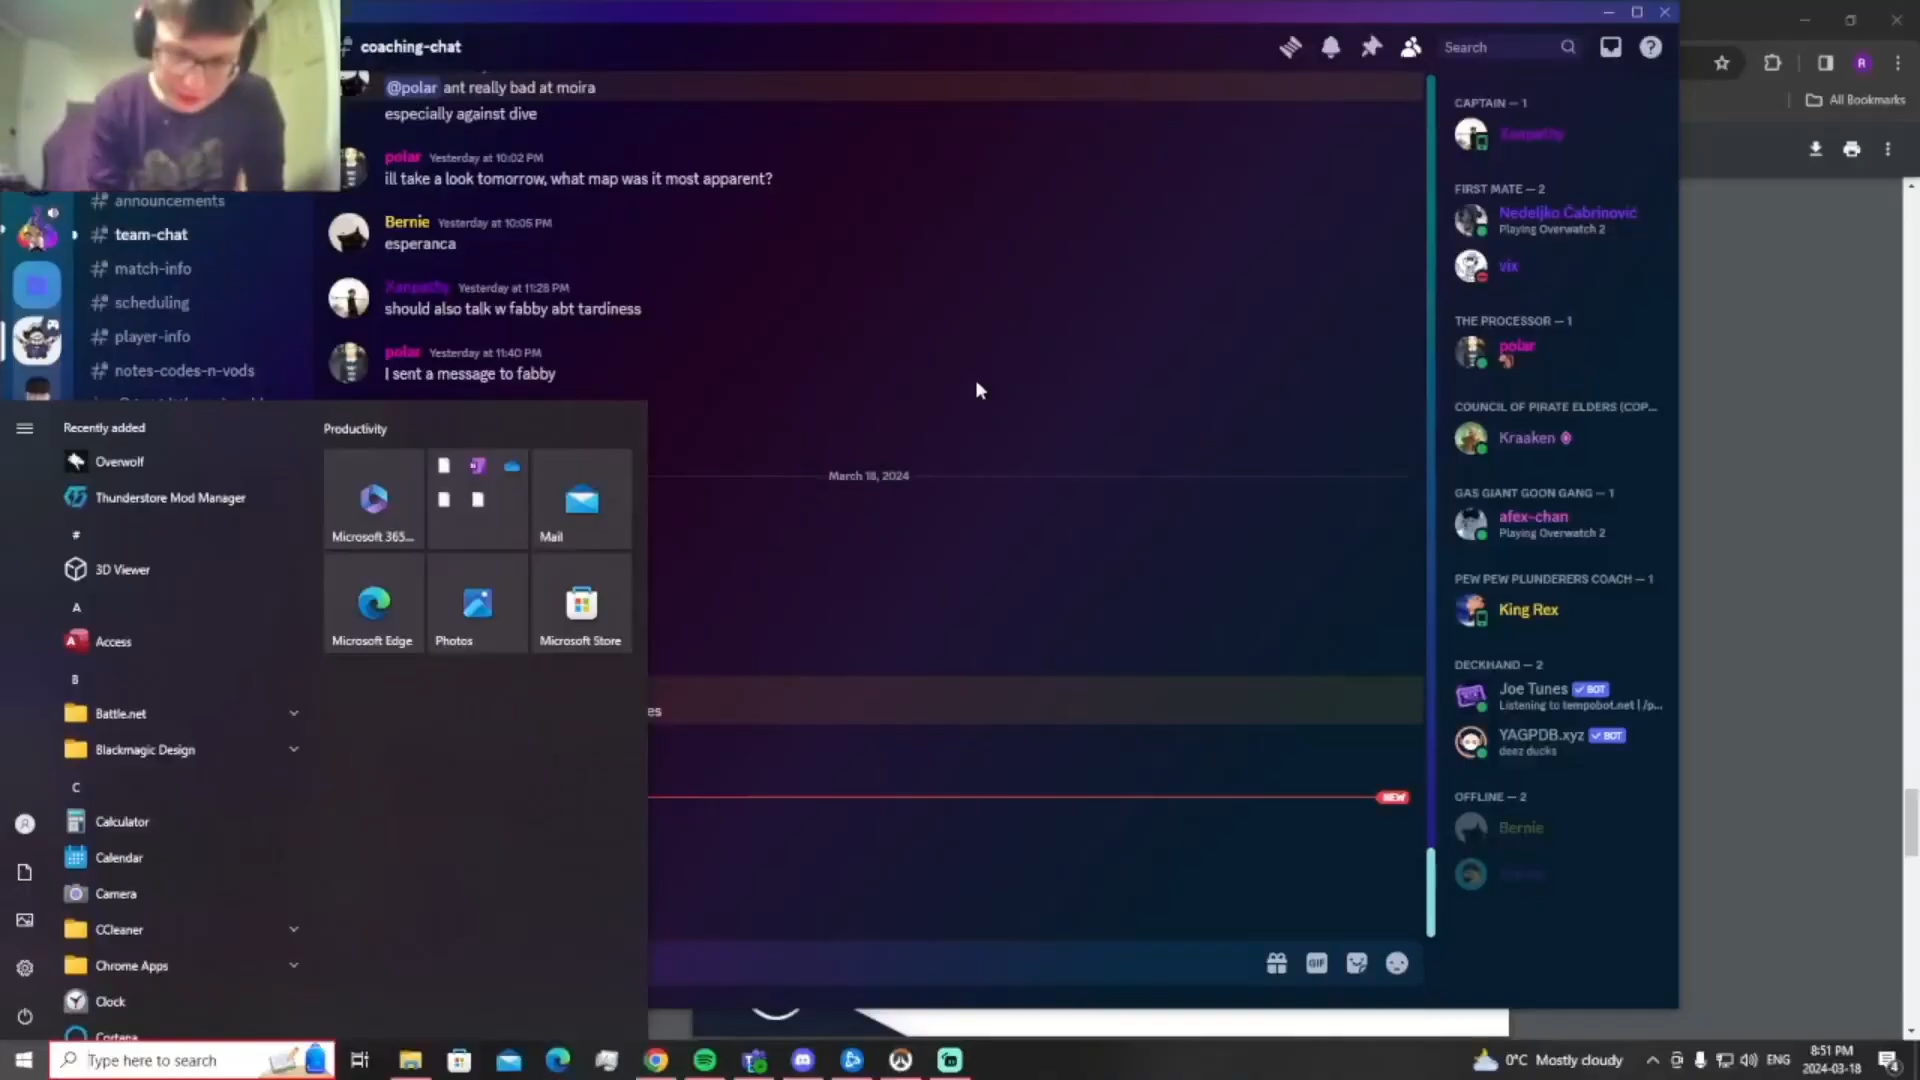 coaching-chat
Search
@polar ant really bad at moira
especially against dive
polar Yesterday at 10:02 PM
ill take a look tomorrow, what map was it most apparent?
Bernie Yesterday at 10:05 PM
esperanca
Xanpathy Yesterday at 11:28 PM
should also talk w fabby abt tardiness
polar Yesterday at 11:40 PM
I sent a message to fabby
March 18, 2024
es
NEW
GIF
announcements
team-chat
match-info
scheduling
player-info
notes-codes-n-vods
CAPTAIN — 1
Xanpathy
FIRST MATE — 2
Nedeljko Čabrinović
Playing Overwatch 2
vix
THE PROCESSOR — 1
polar
COUNCIL OF PIRATE ELDERS (COP...
Kraaken
GAS GIANT GOON GANG — 1
afex-chan
Playing Overwatch 2
PEW PEW PLUNDERERS COACH — 1
King Rex
DECKHAND — 2
Joe Tunes BOT
Listening to tempobot.net | /p...
YAGPDB.xyz BOT
deez ducks
OFFLINE — 2
Bernie
R
All Bookmarks
Recently added
Overwolf
Thunderstore Mod Manager
#
3D Viewer
A
Access
B
Battle.net
Blackmagic Design
C
Calculator
Calendar
Camera
CCleaner
Chrome Apps
Clock
Cortana
Productivity
Microsoft 365...
Mail
Microsoft Edge
Photos
Microsoft Store
Type here to search
0°C Mostly cloudy
ENG
8:51 PM
2024-03-18
4